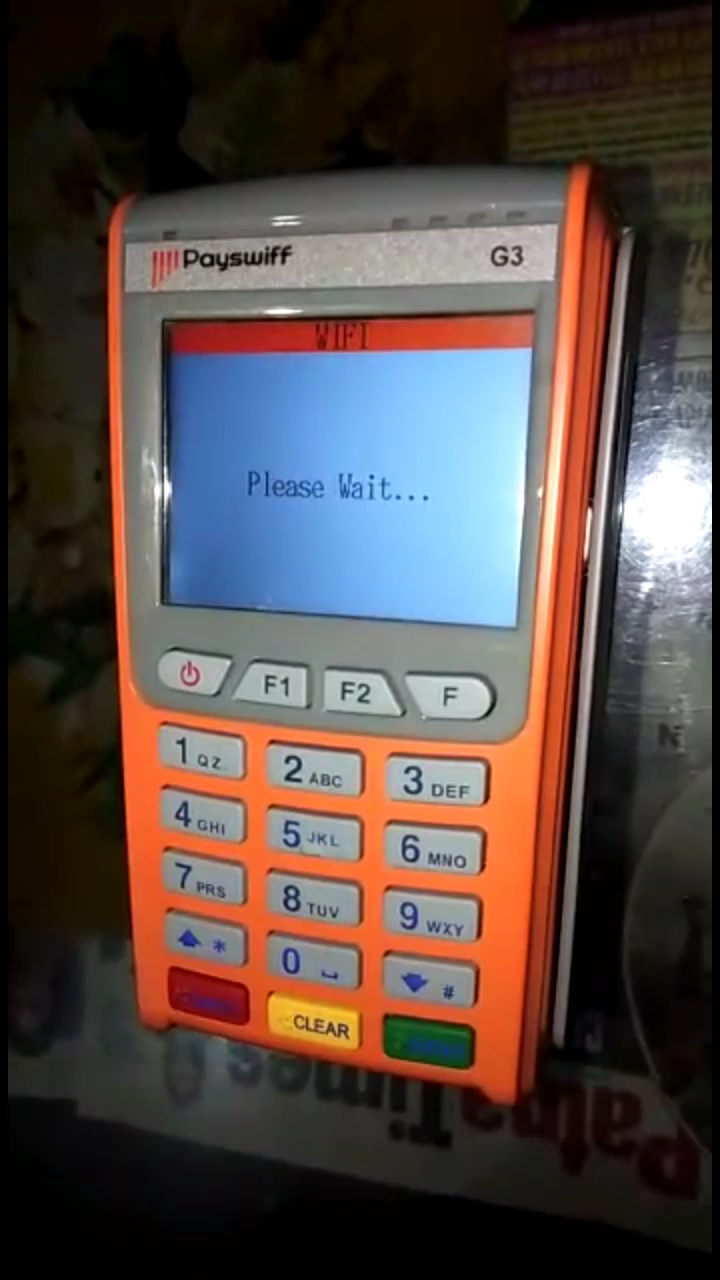 Payswiff G3
WIFI
Please Wait...
F1 F2 F
1 QZ. 2 ABC 3 DEF
4 GHI 5 JKL 6 MNO
7 PRS 8 TUV 9 WXY
* 0 #
CLEAR
PatnaTimes